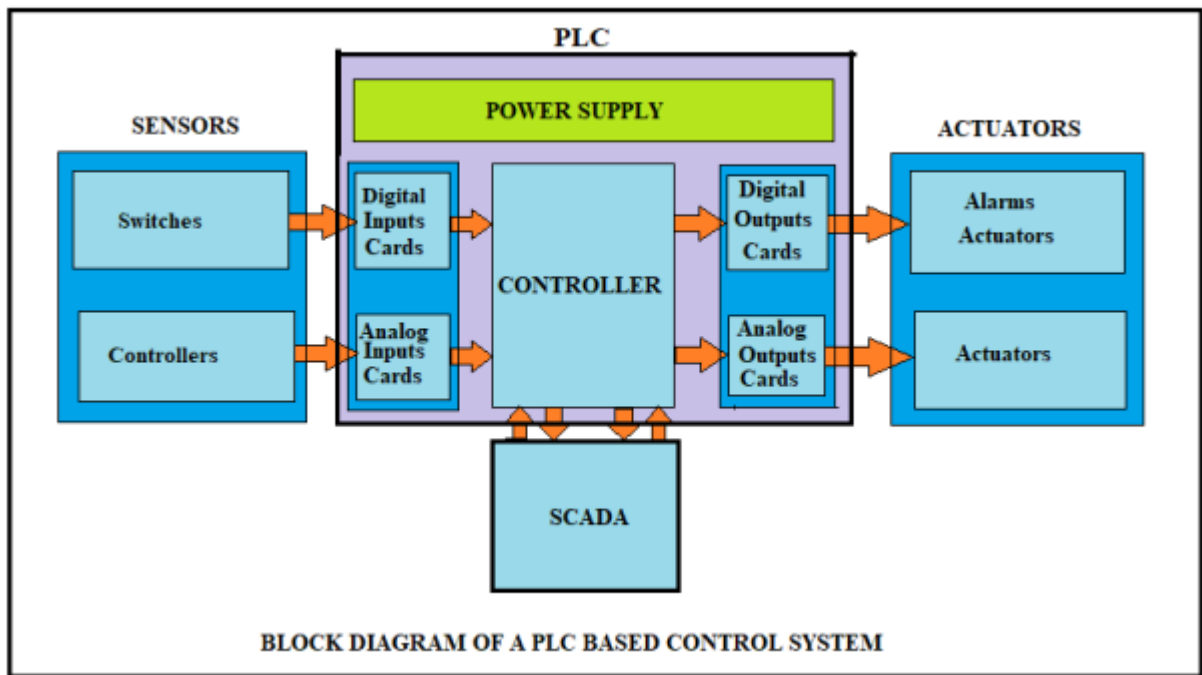 PLC
POWER SUPPLY
SENSORS
ACTUATORS
Switches
Digital
Inputs
Cards
CONTROLLER
Digital
Outputs
Cards
Alarms
Actuators
Controllers
Analog
Inputs
Cards
Analog
Outputs
Cards
Actuators
SCADA
BLOCK DIAGRAM OF A PLC BASED CONTROL SYSTEM